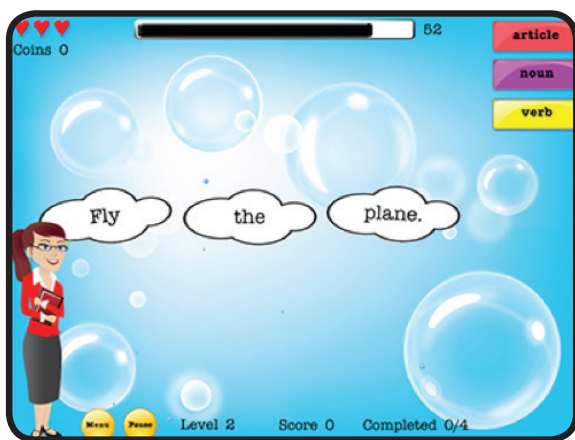 52
Coins 0
article
noun
verb
Fly the plane.
Menu Pause Level 2 Score 0 Completed 0/4